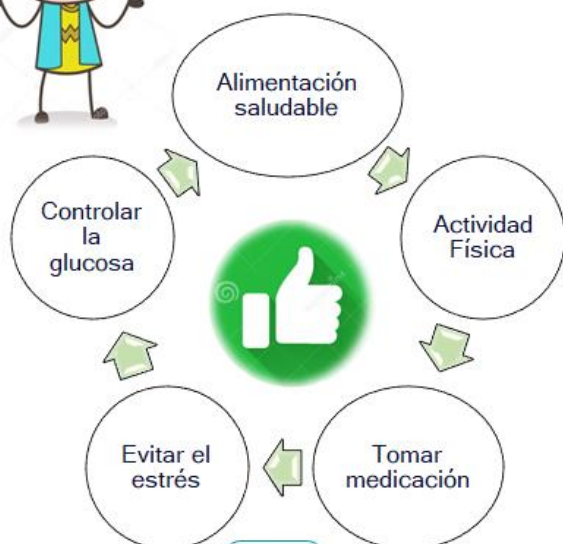 Alimentación
saludable
Actividad
Física
Tomar
medicación
Evitar el
estrés
Controlar
la
glucosa